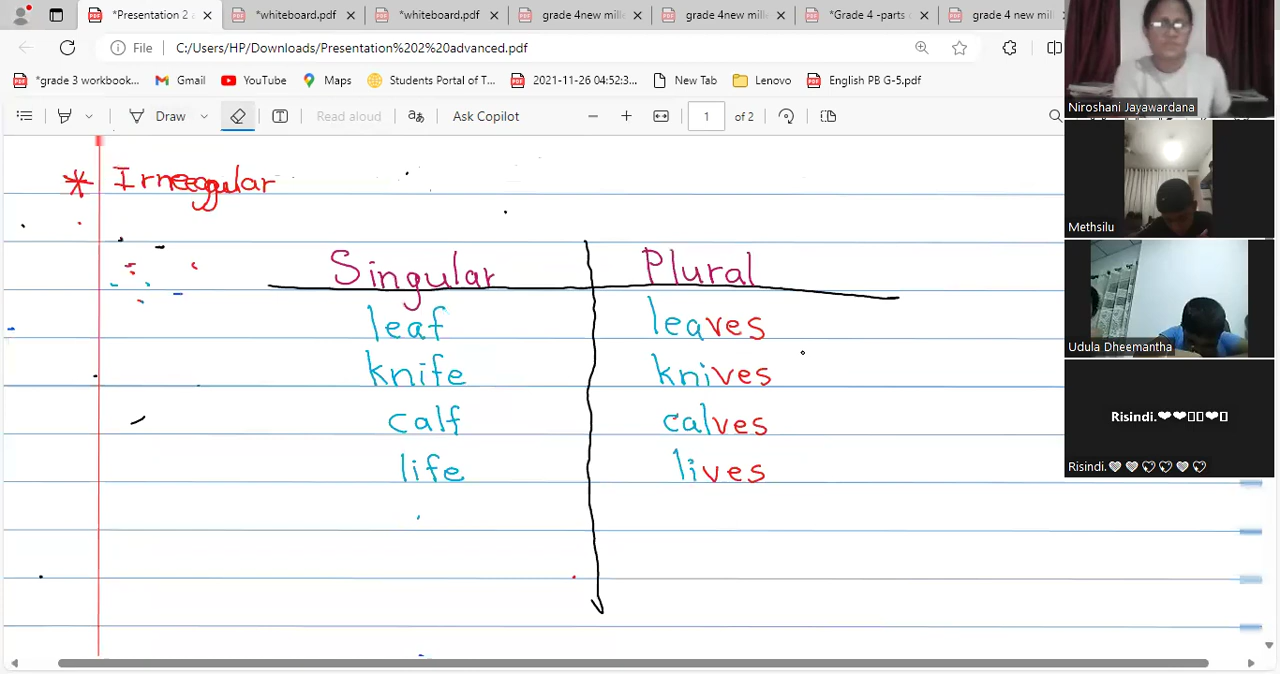 *Presentation 2 a
*whiteboard.pdf
*whiteboard.pdf
grade 4new mille
grade 4new mille
*Grade 4 -parts o
grade 4 new mil
File C:/Users/HP/Downloads/Presentation%202%20advanced.pdf
*grade 3 workbook... Gmail YouTube Maps Students Portal of T... 2021-11-26 04:52:3... New Tab Lenovo English PB G-5.pdf
Draw Read aloud Ask Copilot 1 of 2
* Irregular
Singular Plural
leaf leaves
knife knives
calf calves
life lives
Niroshani Jayawardana
Methsilu
Udula Dheemantha
Risindi.❤❤▯▯❤▯
Risindi.